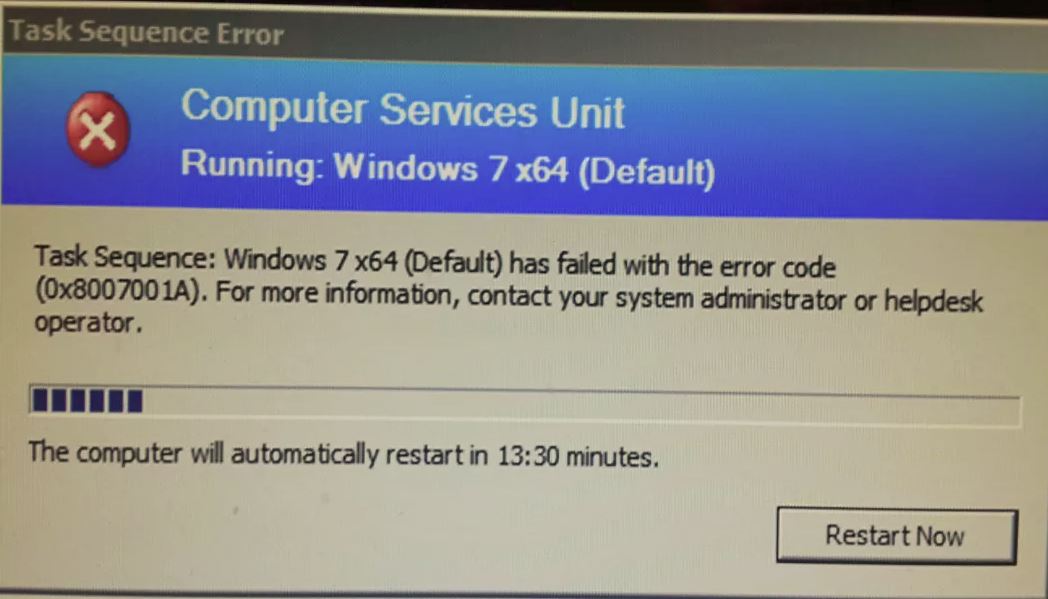 Task Sequence Error
Computer Services Unit
Running: Windows 7 x64 (Default)
Task Sequence: Windows 7 x64 (Default) has failed with the error code
(0x8007001A). For more information, contact your system administrator or helpdesk
operator.
The computer will automatically restart in 13:30 minutes.
Restart Now